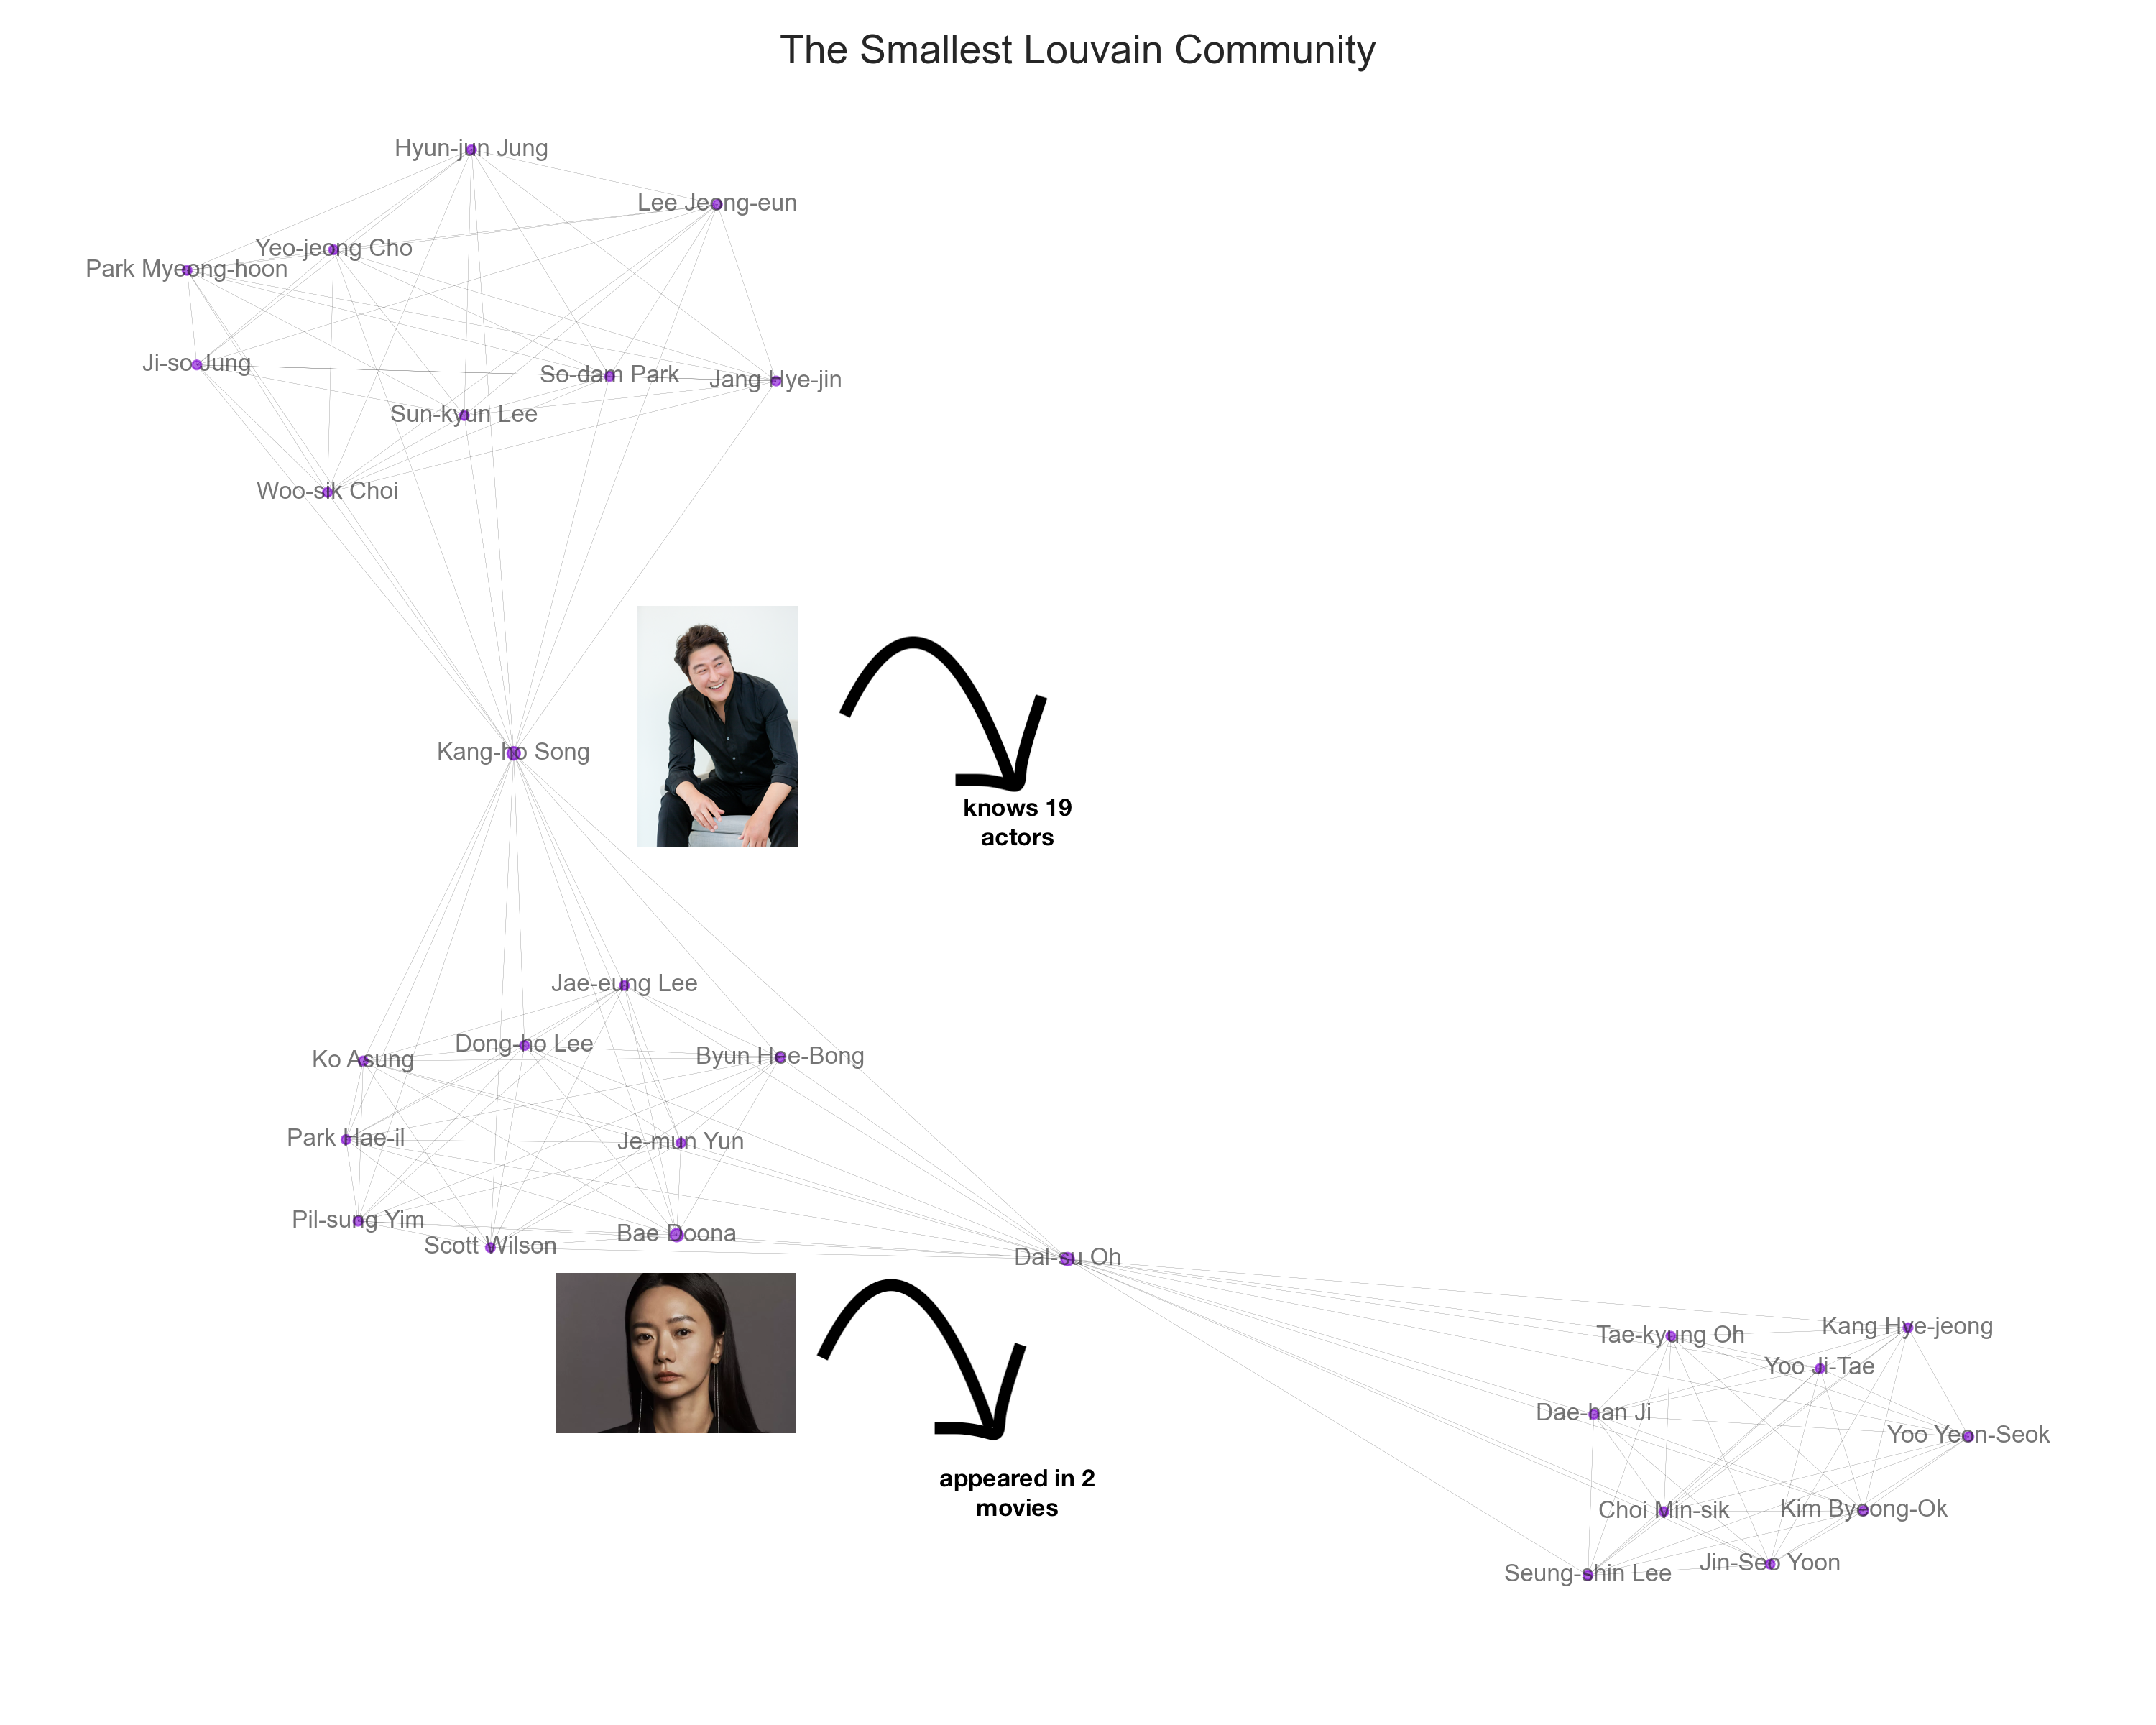 The Smallest Louvain Community
Hyun-jun Jung
Lee Jeong-eun
Yeo-jeong Cho
Park Myeong-hoon
Ji-so Jung
So-dam Park
Jang Hye-jin
Sun-kyun Lee
Woo-sik Choi
Kang-ho Song
knows 19
actors
Jae-eung Lee
Dong-ho Lee
Byun Hee-Bong
Ko Asung
Park Hae-il
Je-mun Yun
Pil-sung Yim
Bae Doona
Scott Wilson
Dal-su Oh
Tae-kyung Oh
Kang Hye-jeong
Yoo Ji-Tae
Dae-han Ji
Yoo Yeon-Seok
Choi Min-sik
Kim Byeong-Ok
Jin-Seo Yoon
Seung-shin Lee
appeared in 2
movies